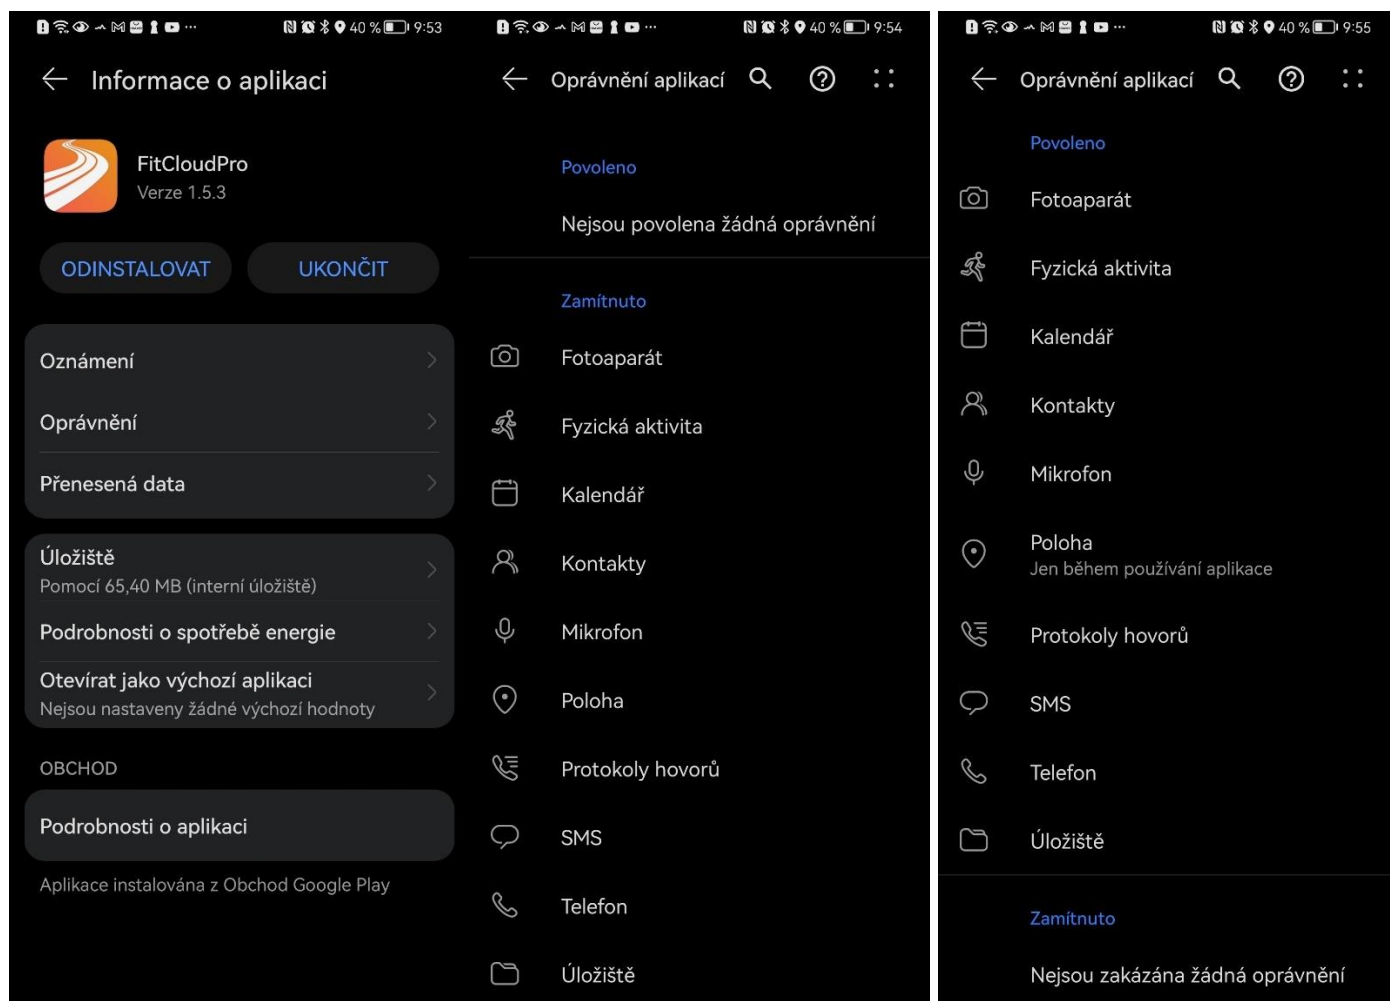 40 % 9:53
Informace o aplikaci
FitCloudPro
Verze 1.5.3
ODINSTALOVAT
UKONČIT
Oznámení
Oprávnění
Přenesená data
Úložiště
Pomocí 65,40 MB (interní úložiště)
Podrobnosti o spotřebě energie
Otevírat jako výchozí aplikaci
Nejsou nastaveny žádné výchozí hodnoty
OBCHOD
Podrobnosti o aplikaci
Aplikace instalována z Obchod Google Play
40 % 9:54
Oprávnění aplikací
Povoleno
Nejsou povolena žádná oprávnění
Zamítnuto
Fotoaparát
Fyzická aktivita
Kalendář
Kontakty
Mikrofon
Poloha
Protokoly hovorů
SMS
Telefon
Úložiště
40 % 9:55
Oprávnění aplikací
Povoleno
Fotoaparát
Fyzická aktivita
Kalendář
Kontakty
Mikrofon
Poloha
Jen během používání aplikace
Protokoly hovorů
SMS
Telefon
Úložiště
Zamítnuto
Nejsou zakázána žádná oprávnění